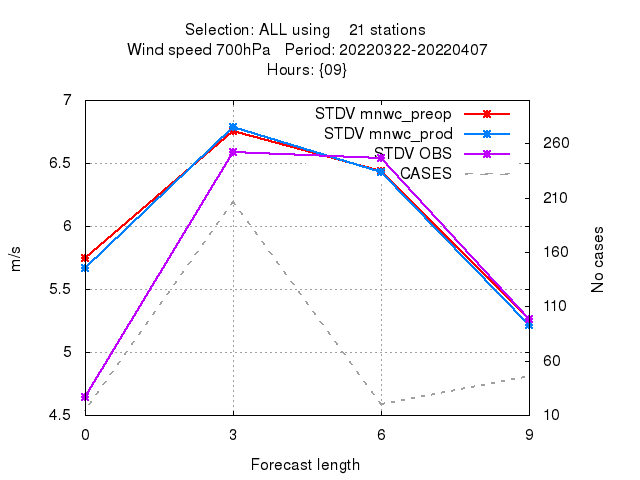 Selection: ALL using    21 stations
Wind speed 700hPa   Period: 20220322-20220407
Hours: {09}
STDV mnwc_preop
STDV mnwc_prod
STDV OBS
CASES
7
6.5
6
5.5
5
4.5
m/s
260
210
160
110
60
10
No cases
0 3 6 9
Forecast length